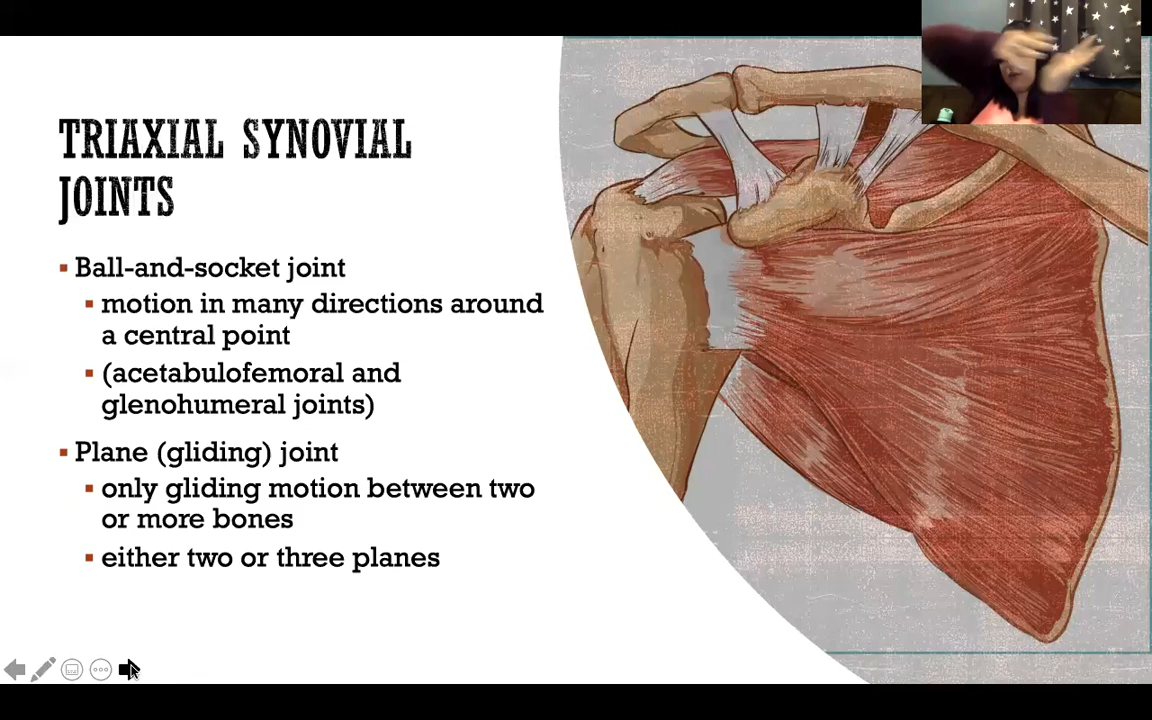 TRIAXIAL SYNOVIAL
JOINTS
▪ Ball-and-socket joint
▪ motion in many directions around
a central point
▪ (acetabulofemoral and
glenohumeral joints)
▪ Plane (gliding) joint
▪ only gliding motion between two
or more bones
▪ either two or three planes